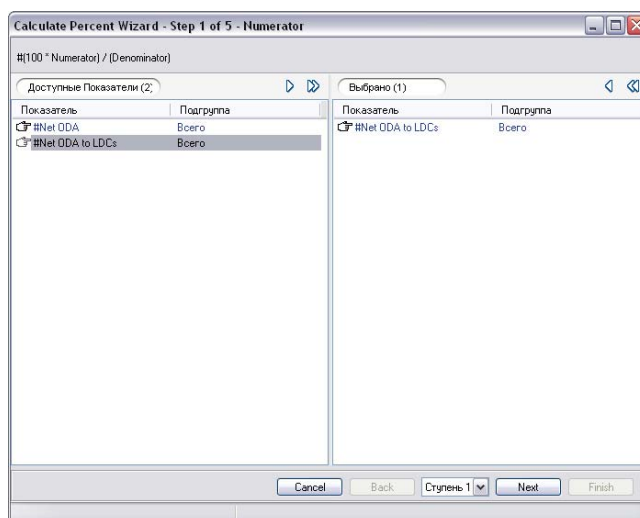 Calculate Percent Wizard - Step 1 of 5 - Numerator
#(100 * Numerator) / (Denominator)
Доступные Показатели (2)
Выбрано (1)
Показатель Подгруппа
#Net ODA Всего
#Net ODA to LDCs Всего
Показатель Подгруппа
#Net ODA to LDCs Всего
Cancel Back Ступень 1 Next Finish